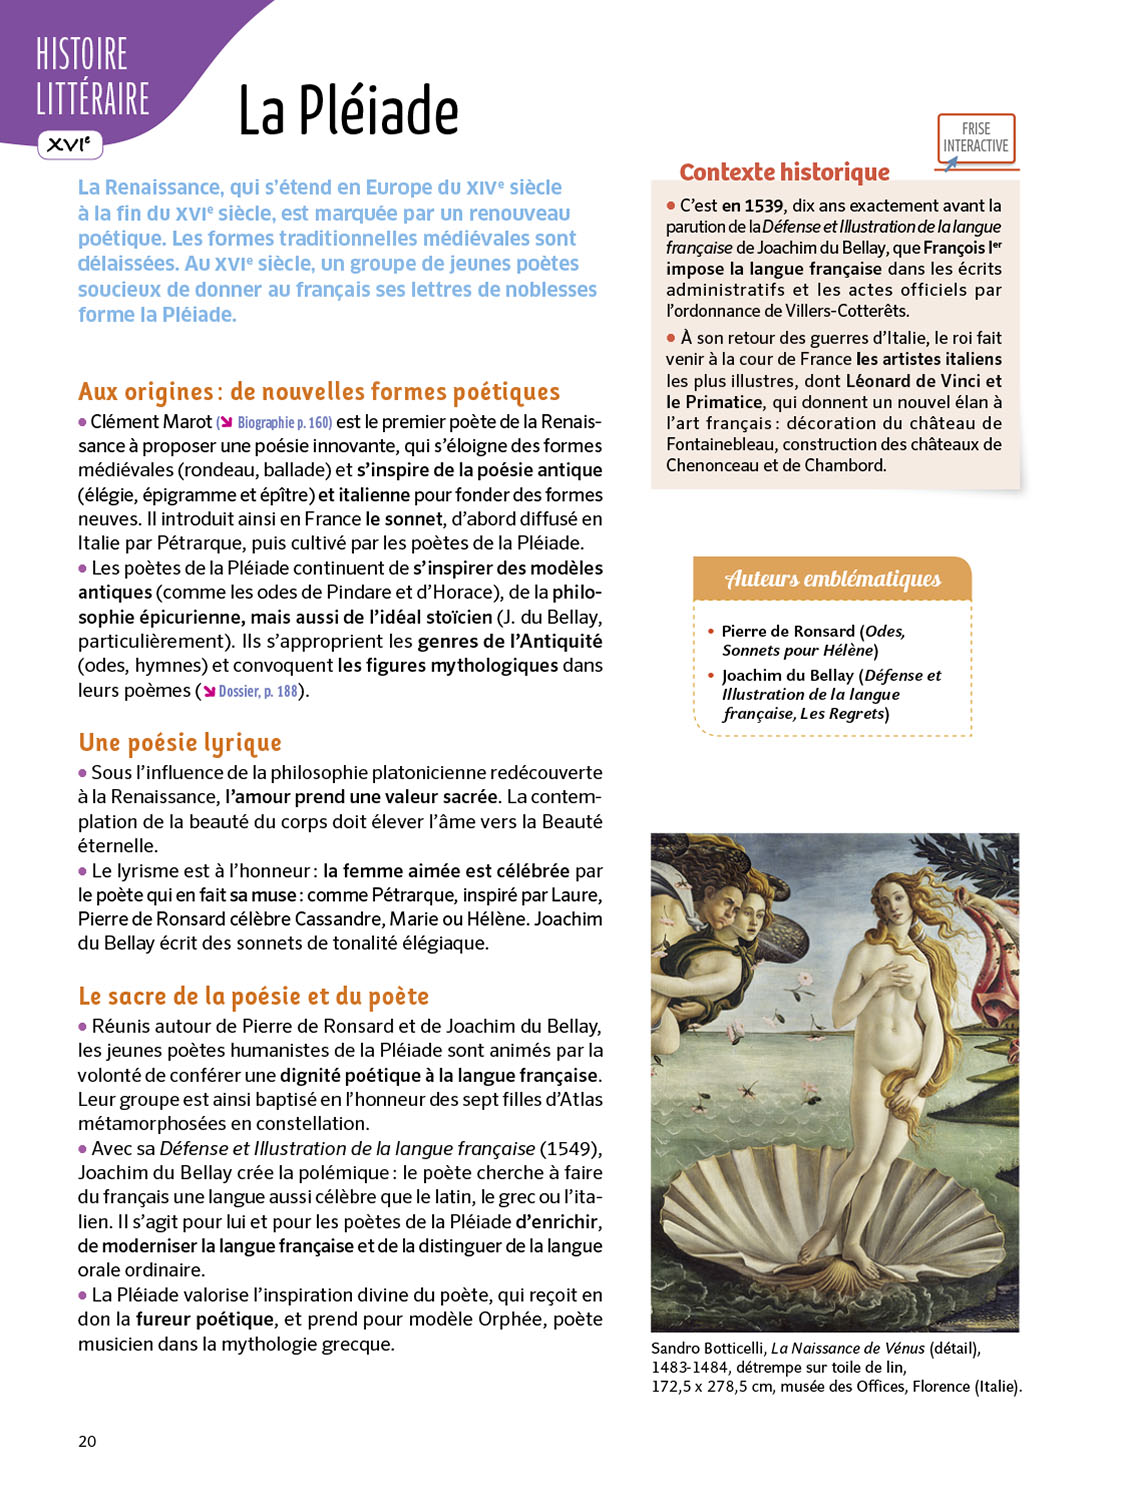 HISTOIRE
LITTÉRAIRE
XVIe
La Pléiade
La Renaissance, qui s’étend en Europe du XIVe siècle
à la fin du XVIe siècle, est marquée par un renouveau
poétique. Les formes traditionnelles médiévales sont
délaissées. Au XVIe siècle, un groupe de jeunes poètes
soucieux de donner au français ses lettres de noblesses
forme la Pléiade.
Aux origines : de nouvelles formes poétiques
• Clément Marot (↘ Biographie p. 160) est le premier poète de la Renais-
sance à proposer une poésie innovante, qui s’éloigne des formes
médiévales (rondeau, ballade) et s’inspire de la poésie antique
(élégie, épigramme et épître) et italienne pour fonder des formes
neuves. Il introduit ainsi en France le sonnet, d’abord diffusé en
Italie par Pétrarque, puis cultivé par les poètes de la Pléiade.
• Les poètes de la Pléiade continuent de s’inspirer des modèles
antiques (comme les odes de Pindare et d’Horace), de la philo-
sophie épicurienne, mais aussi de l’idéal stoïcien (J. du Bellay,
particulièrement). Ils s’approprient les genres de l’Antiquité
(odes, hymnes) et convoquent les figures mythologiques dans
leurs poèmes (↘ Dossier, p. 188).
Une poésie lyrique
• Sous l’influence de la philosophie platonicienne redécouverte
à la Renaissance, l’amour prend une valeur sacrée. La contem-
plation de la beauté du corps doit élever l’âme vers la Beauté
éternelle.
• Le lyrisme est à l’honneur : la femme aimée est célébrée par
le poète qui en fait sa muse : comme Pétrarque, inspiré par Laure,
Pierre de Ronsard célèbre Cassandre, Marie ou Hélène. Joachim
du Bellay écrit des sonnets de tonalité élégiaque.
Le sacre de la poésie et du poète
• Réunis autour de Pierre de Ronsard et de Joachim du Bellay,
les jeunes poètes humanistes de la Pléiade sont animés par la
volonté de conférer une dignité poétique à la langue française.
Leur groupe est ainsi baptisé en l’honneur des sept filles d’Atlas
métamorphosées en constellation.
• Avec sa Défense et Illustration de la langue française (1549),
Joachim du Bellay crée la polémique : le poète cherche à faire
du français une langue aussi célèbre que le latin, le grec ou l’ita-
lien. Il s’agit pour lui et pour les poètes de la Pléiade d’enrichir,
de moderniser la langue française et de la distinguer de la langue
orale ordinaire.
• La Pléiade valorise l’inspiration divine du poète, qui reçoit en
don la fureur poétique, et prend pour modèle Orphée, poète
musicien dans la mythologie grecque.
FRISE
INTERACTIVE
Contexte historique
• C’est en 1539, dix ans exactement avant la
parution de la Défense et Illustration de la langue
française de Joachim du Bellay, que François Ier
impose la langue française dans les écrits
administratifs et les actes officiels par
l’ordonnance de Villers-Cotterêts.
• À son retour des guerres d’Italie, le roi fait
venir à la cour de France les artistes italiens
les plus illustres, dont Léonard de Vinci et
le Primatice, qui donnent un nouvel élan à
l’art français : décoration du château de
Fontainebleau, construction des châteaux de
Chenonceau et de Chambord.
Auteurs emblématiques
• Pierre de Ronsard (Odes,
Sonnets pour Hélène)
• Joachim du Bellay (Défense et
Illustration de la langue
française, Les Regrets)
Sandro Botticelli, La Naissance de Vénus (détail),
1483-1484, détrempe sur toile de lin,
172,5 x 278,5 cm, musée des Offices, Florence (Italie).
20